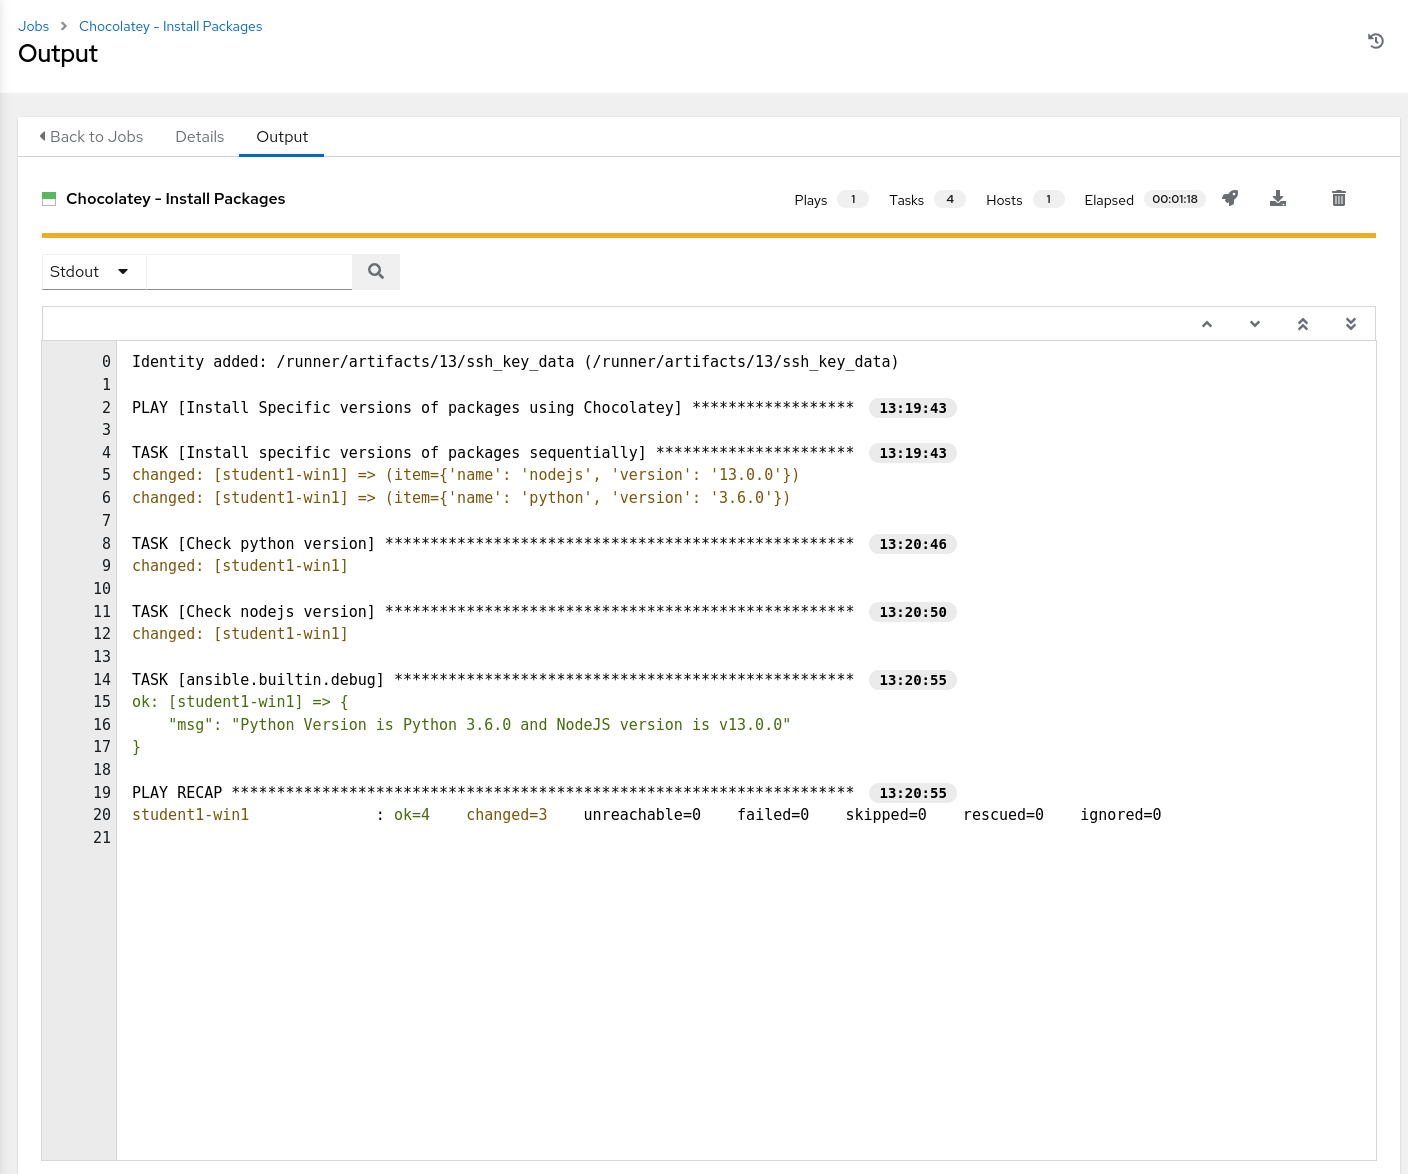 Jobs > Chocolatey - Install Packages
Output
Back to Jobs Details Output
Chocolatey - Install Packages Plays 1 Tasks 4 Hosts 1 Elapsed 00:01:18
Stdout
0 Identity added: /runner/artifacts/13/ssh_key_data (/runner/artifacts/13/ssh_key_data)
1
2 PLAY [Install Specific versions of packages using Chocolatey] ****************** 13:19:43
3
4 TASK [Install specific versions of packages sequentially] ********************** 13:19:43
5 changed: [student1-win1] => (item={'name': 'nodejs', 'version': '13.0.0'})
6 changed: [student1-win1] => (item={'name': 'python', 'version': '3.6.0'})
7
8 TASK [Check python version] **************************************************** 13:20:46
9 changed: [student1-win1]
10
11 TASK [Check nodejs version] **************************************************** 13:20:50
12 changed: [student1-win1]
13
14 TASK [ansible.builtin.debug] *************************************************** 13:20:55
15 ok: [student1-win1] => {
16     "msg": "Python Version is Python 3.6.0 and NodeJS version is v13.0.0"
17 }
18
19 PLAY RECAP ********************************************************************* 13:20:55
20 student1-win1              : ok=4    changed=3    unreachable=0    failed=0    skipped=0    rescued=0    ignored=0
21